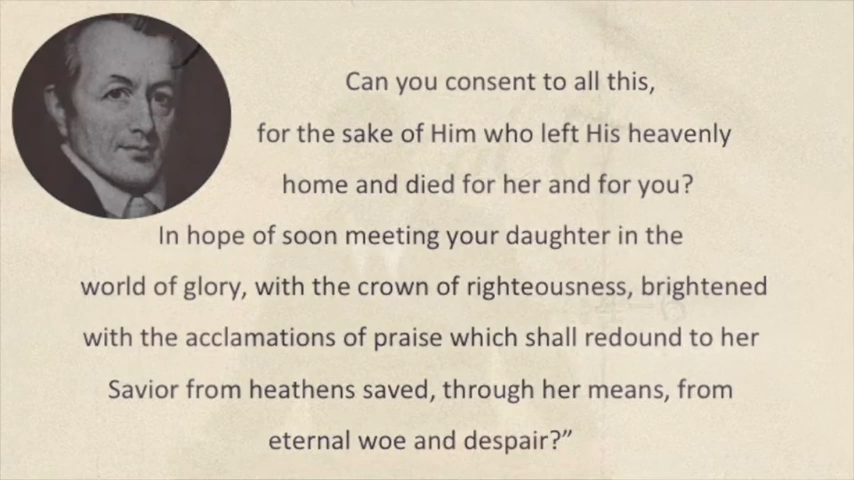 Can you consent to all this,
for the sake of Him who left His heavenly
home and died for her and for you?
In hope of soon meeting your daughter in the
world of glory, with the crown of righteousness, brightened
with the acclamations of praise which shall redound to her
Savior from heathens saved, through her means, from
eternal woe and despair?”